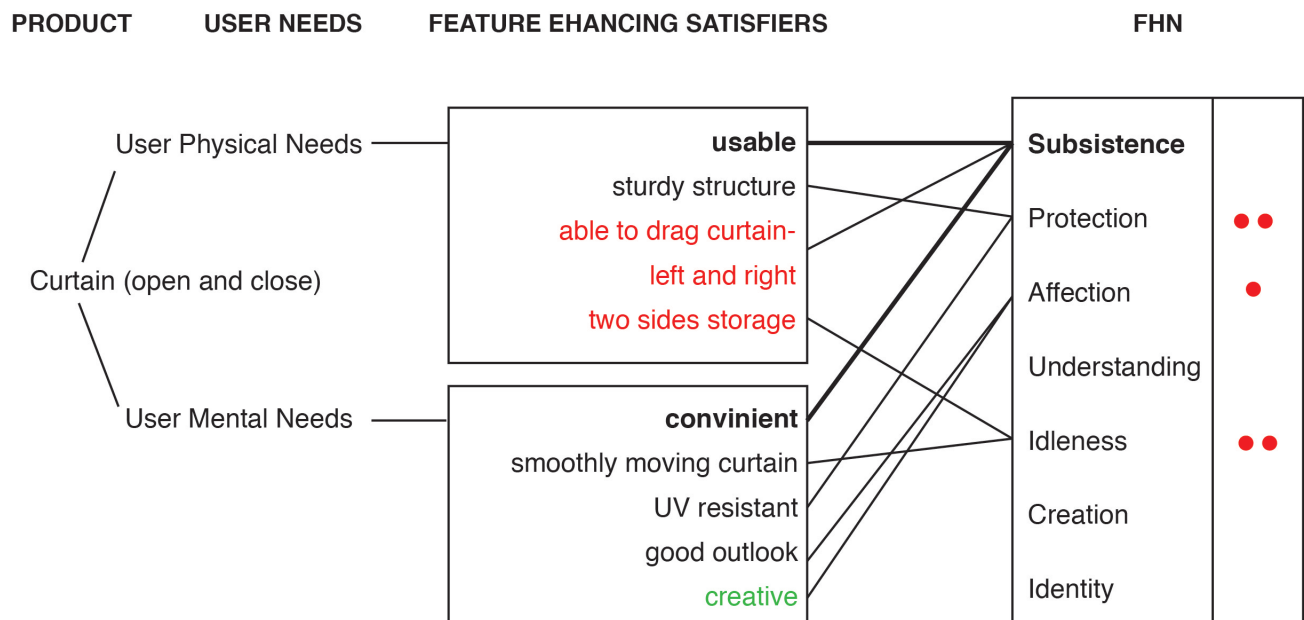 PRODUCT USER NEEDS FEATURE EHANCING SATISFIERS FHN
User Physical Needs
Curtain (open and close)
User Mental Needs
usable
sturdy structure
able to drag curtain-
left and right
two sides storage
convinient
smoothly moving curtain
UV resistant
good outlook
creative
Subsistence
Protection
Affection
Understanding
Idleness
Creation
Identity